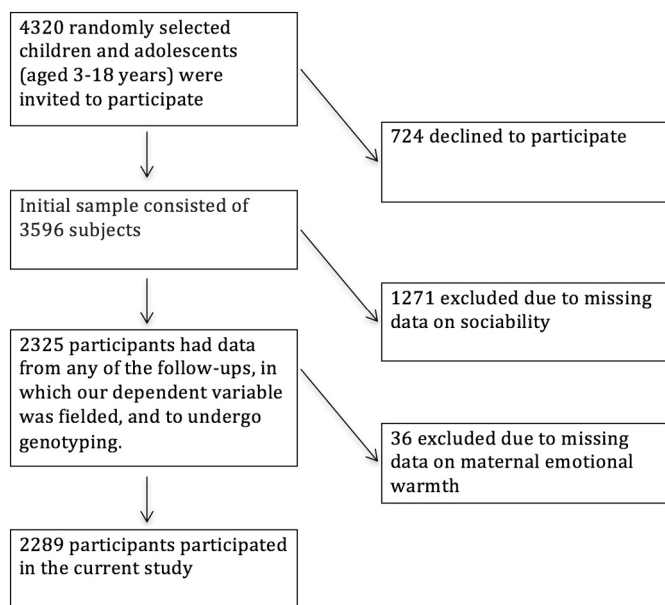 4320 randomly selected
children and adolescents
(aged 3-18 years) were
invited to participate
724 declined to participate
Initial sample consisted of
3596 subjects
1271 excluded due to missing
data on sociability
2325 participants had data
from any of the follow-ups, in
which our dependent variable
was fielded, and to undergo
genotyping.
36 excluded due to missing
data on maternal emotional
warmth
2289 participants participated
in the current study